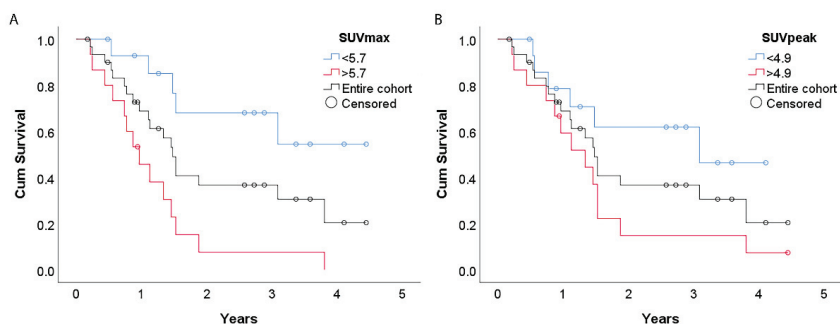 A
SUVmax
<5.7
>5.7
Entire cohort
Censored
Cum Survival
1.0
0.8
0.6
0.4
0.2
0.0
0
1
2
3
4
5
Years
B
SUVpeak
<4.9
>4.9
Entire cohort
Censored
Cum Survival
1.0
0.8
0.6
0.4
0.2
0.0
0
1
2
3
4
5
Years